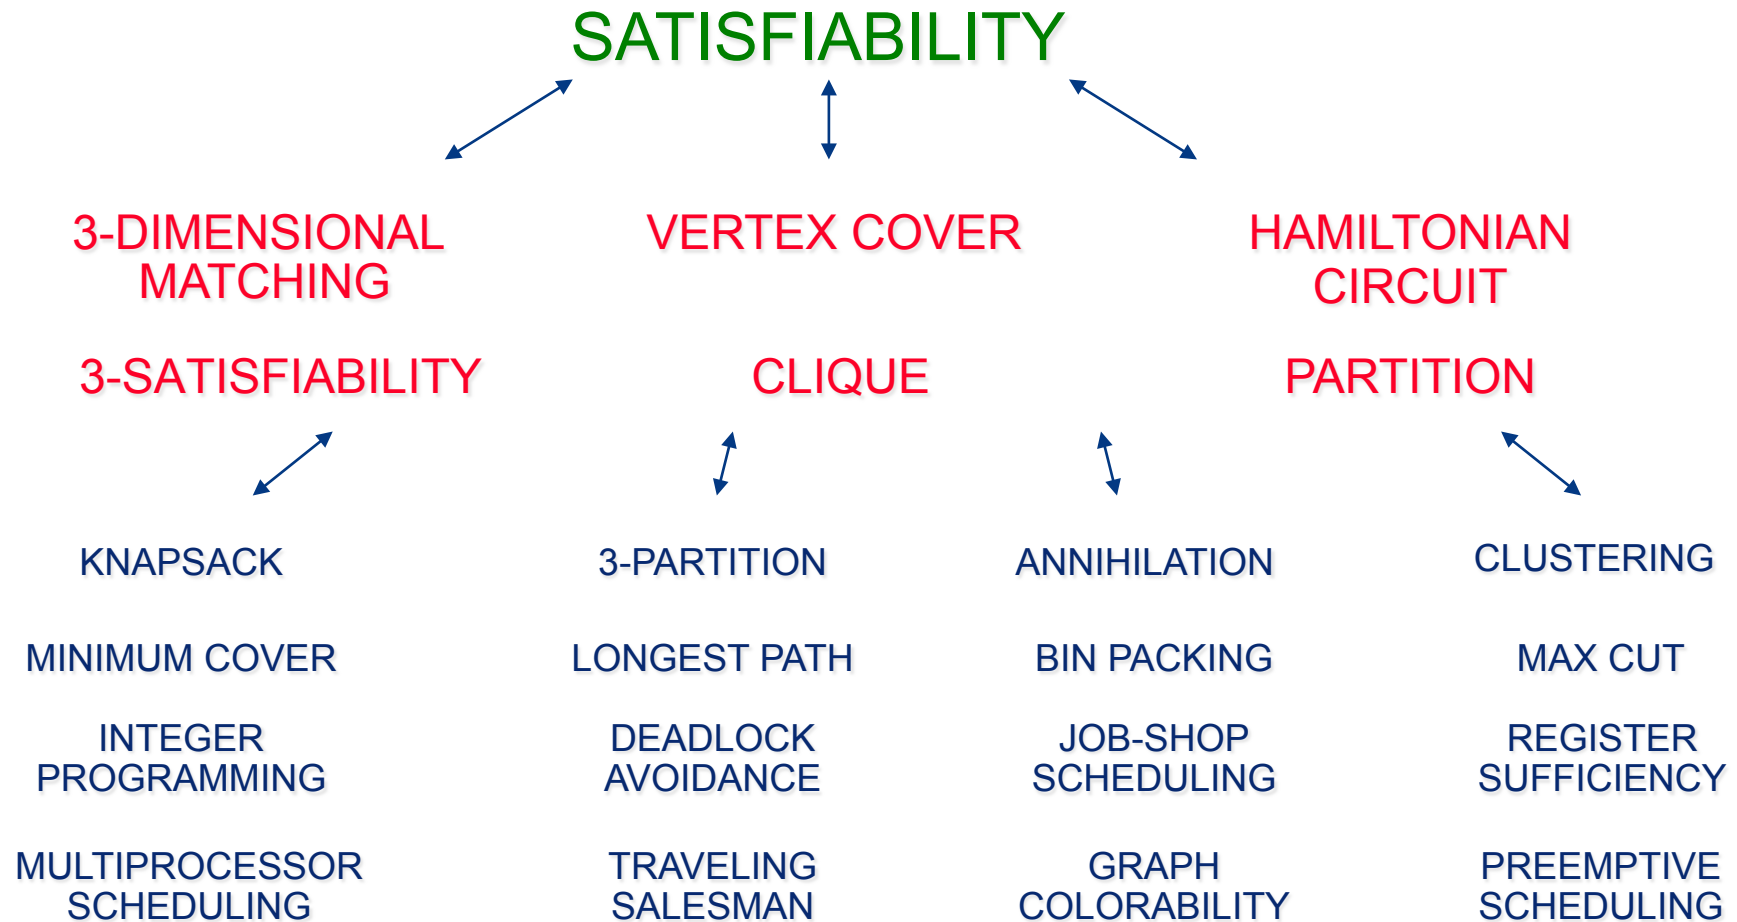 SATISFIABILITY
3-DIMENSIONAL
MATCHING
VERTEX COVER
HAMILTONIAN
CIRCUIT
3-SATISFIABILITY
CLIQUE
PARTITION
KNAPSACK
3-PARTITION
ANNIHILATION
CLUSTERING
MINIMUM COVER
LONGEST PATH
BIN PACKING
MAX CUT
INTEGER
PROGRAMMING
DEADLOCK
AVOIDANCE
JOB-SHOP
SCHEDULING
REGISTER
SUFFICIENCY
MULTIPROCESSOR
SCHEDULING
TRAVELING
SALESMAN
GRAPH
COLORABILITY
PREEMPTIVE
SCHEDULING